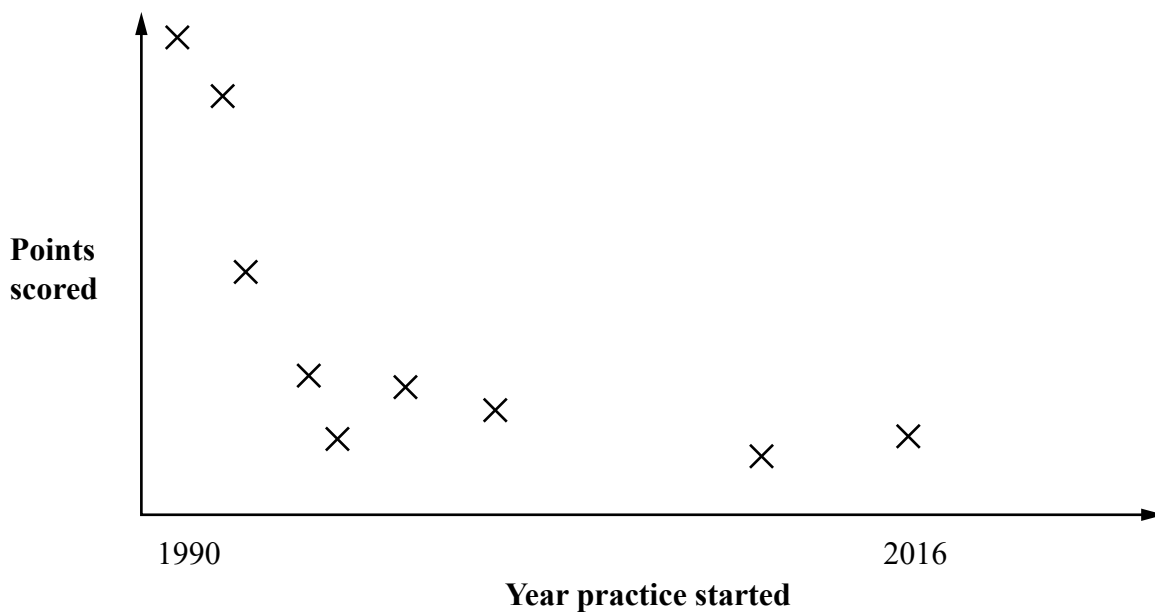 Points
scored
1990
2016
Year practice started